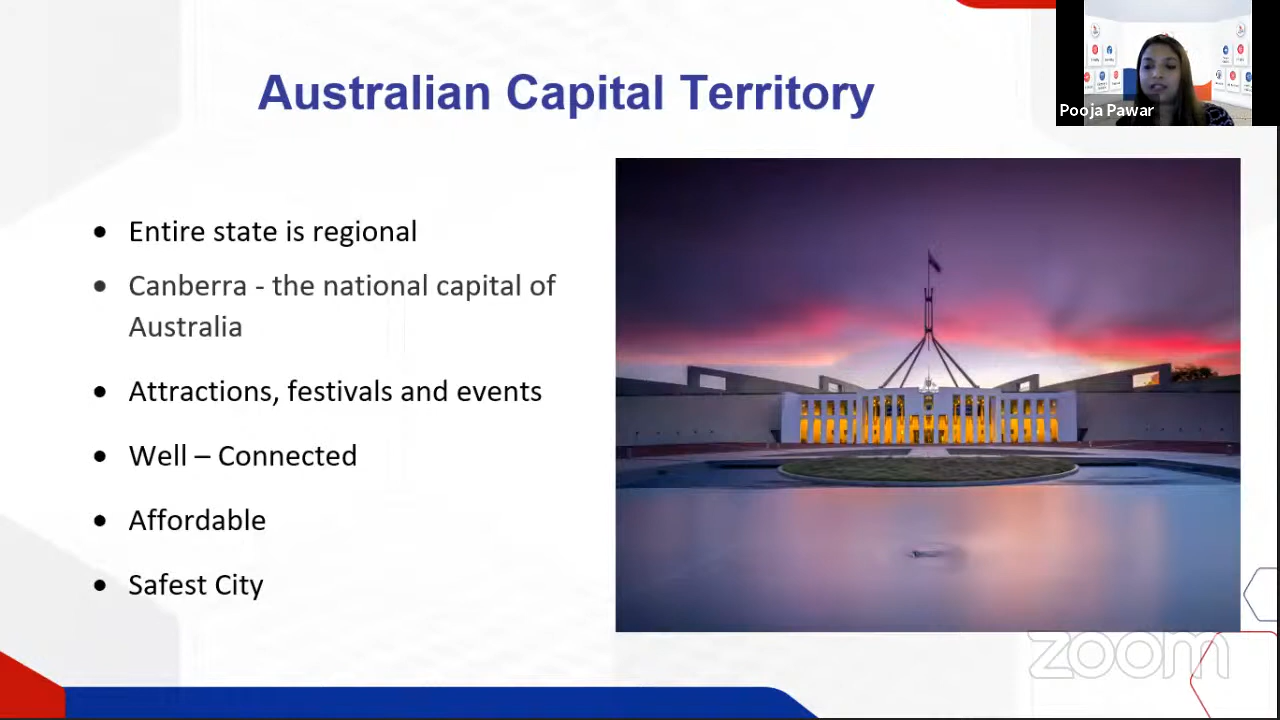 Australian Capital Territory
Pooja Pawar
• Entire state is regional
• Canberra - the national capital of
Australia
• Attractions, festivals and events
• Well – Connected
• Affordable
• Safest City
zoom